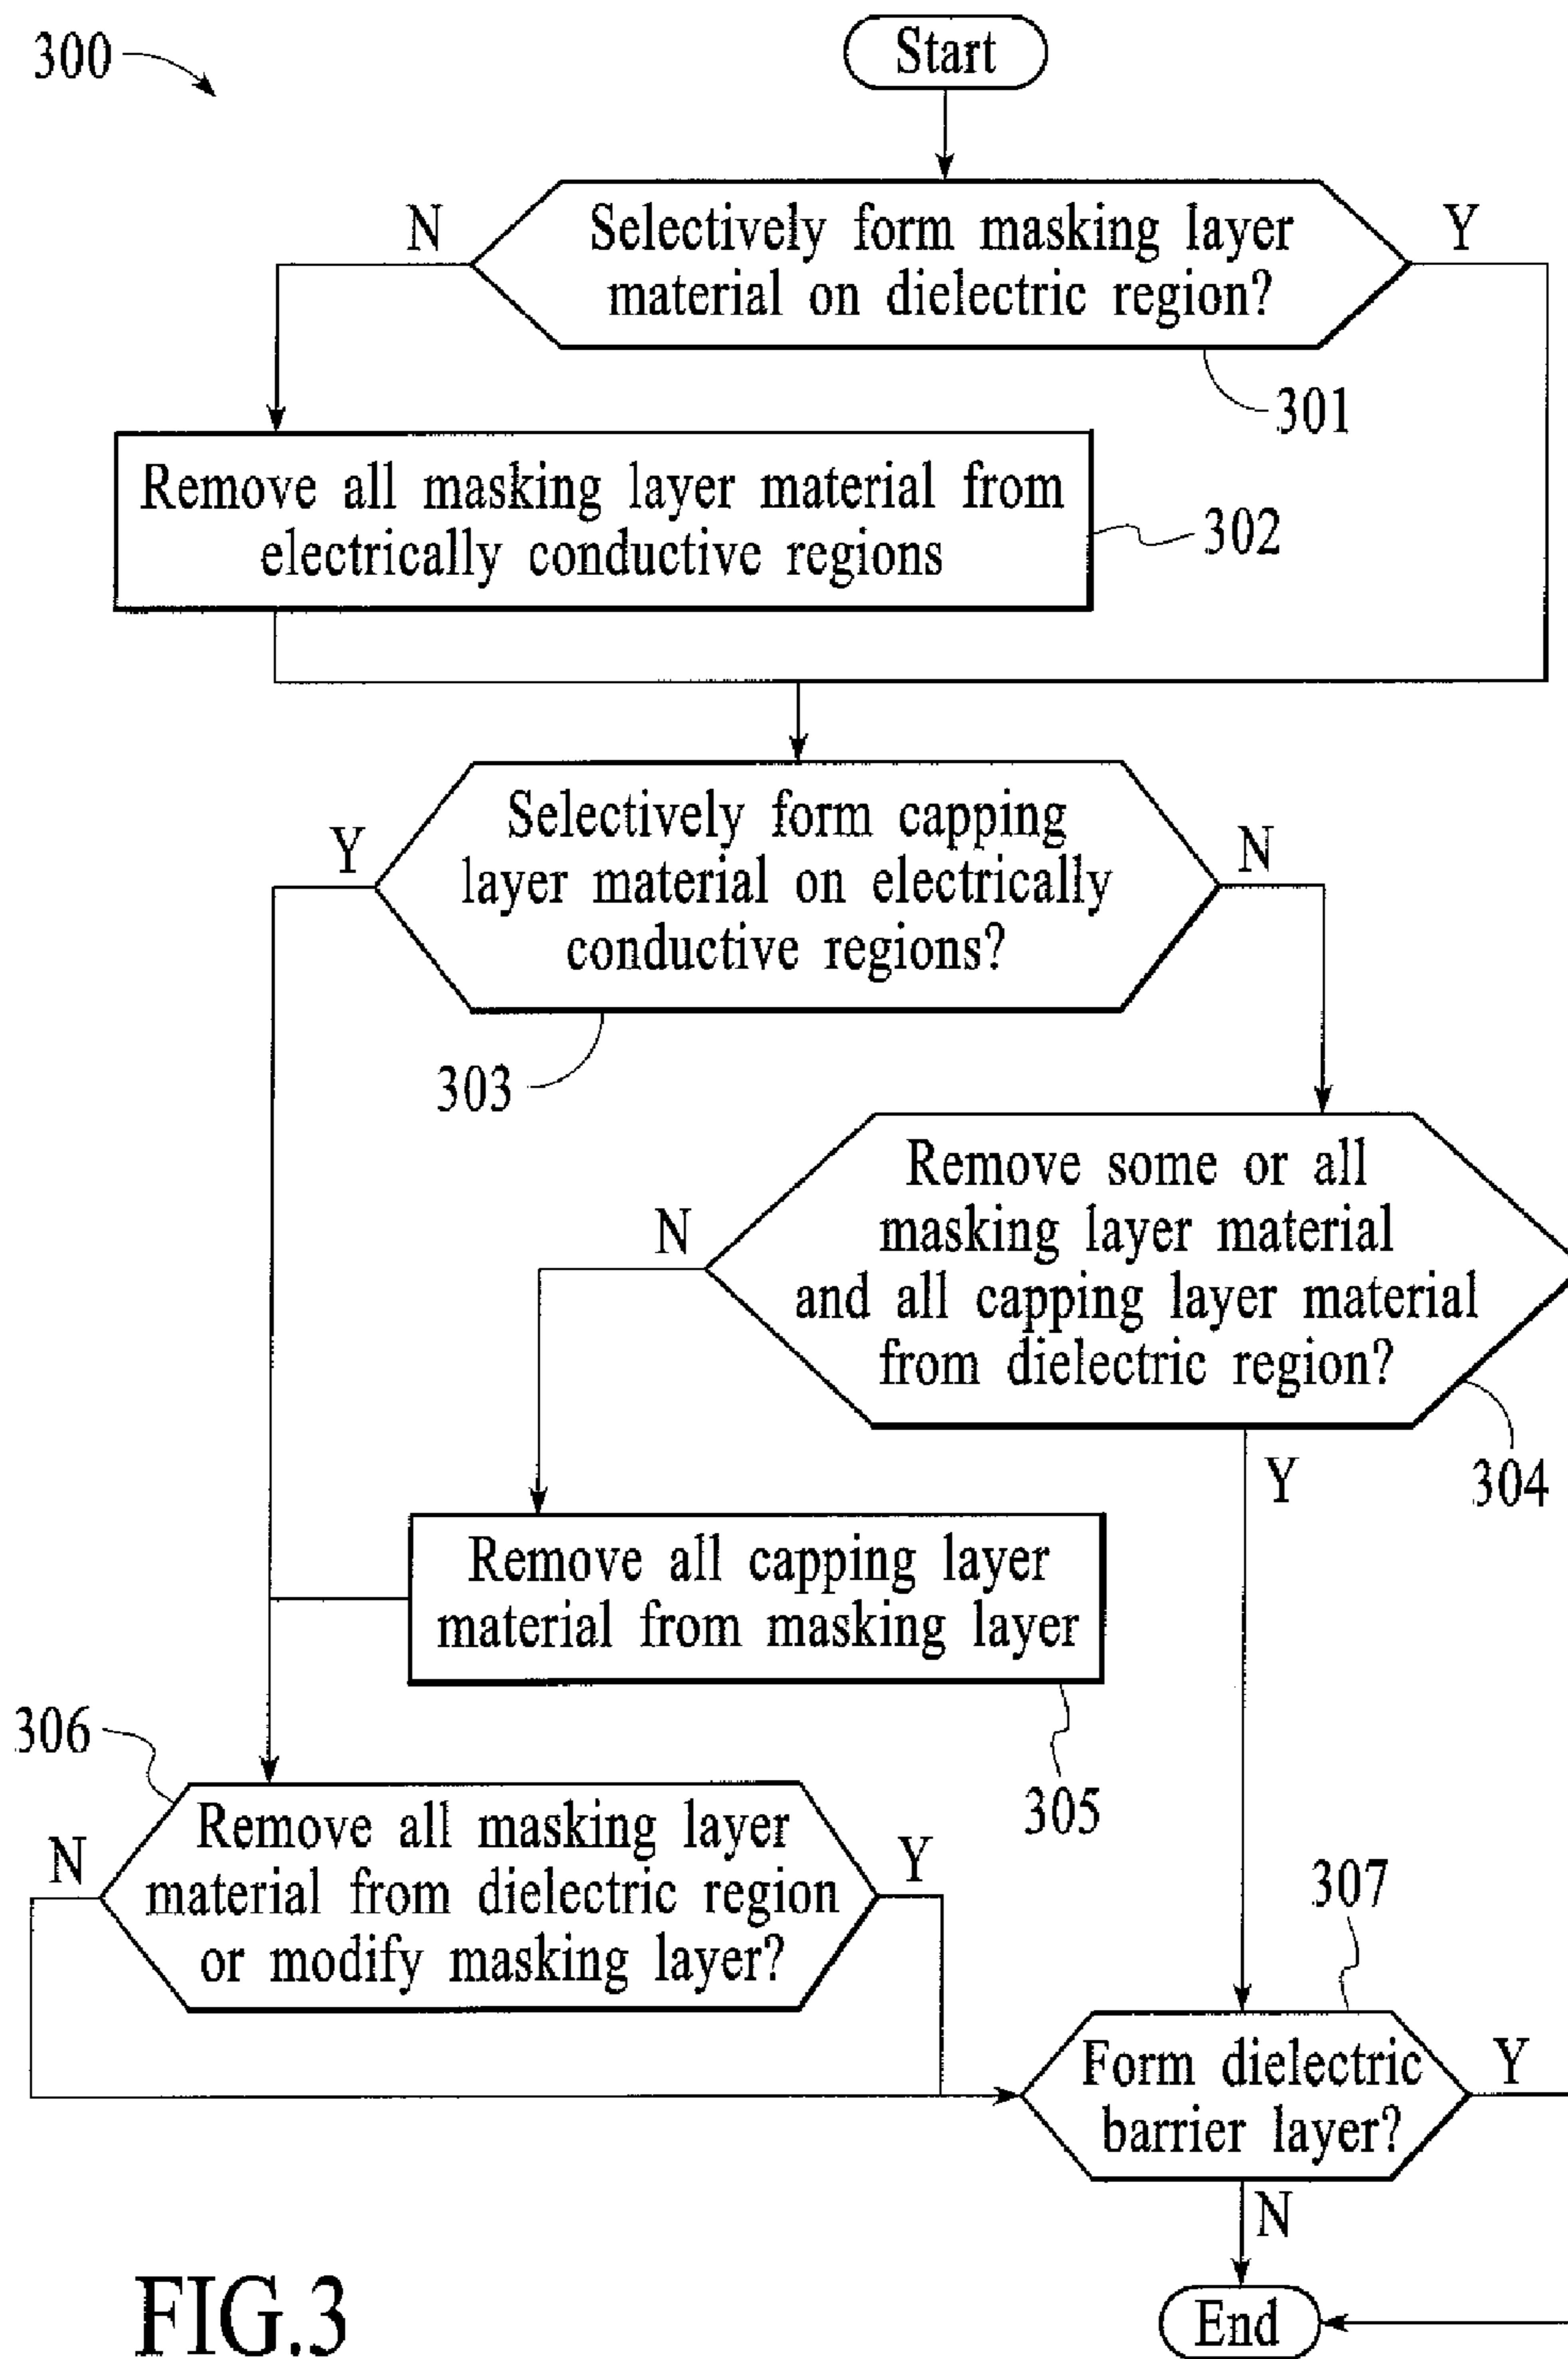 300
Start
N
Selectively form masking layer
material on dielectric region?
Y
301
Remove all masking layer material from
electrically conductive regions
302
Y
Selectively form capping
layer material on electrically
conductive regions?
N
303
N
Remove some or all
masking layer material
and all capping layer material
from dielectric region?
Y
304
Remove all capping layer
material from masking layer
305
306
N
Remove all masking layer
material from dielectric region
or modify masking layer?
Y
307
Form dielectric
barrier layer?
Y
N
End
FIG.3